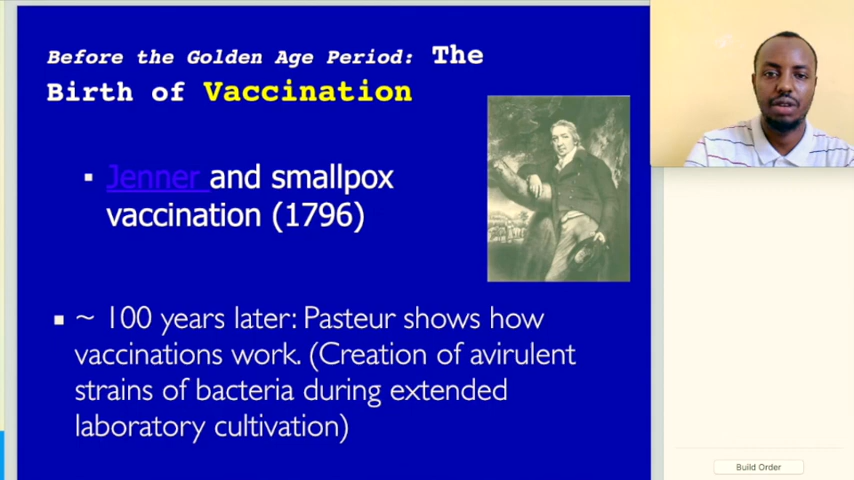 Before the Golden Age Period: The
Birth of Vaccination
▪ Jenner and smallpox
vaccination (1796)
▪ ~ 100 years later: Pasteur shows how
vaccinations work. (Creation of avirulent
strains of bacteria during extended
laboratory cultivation)
Build Order